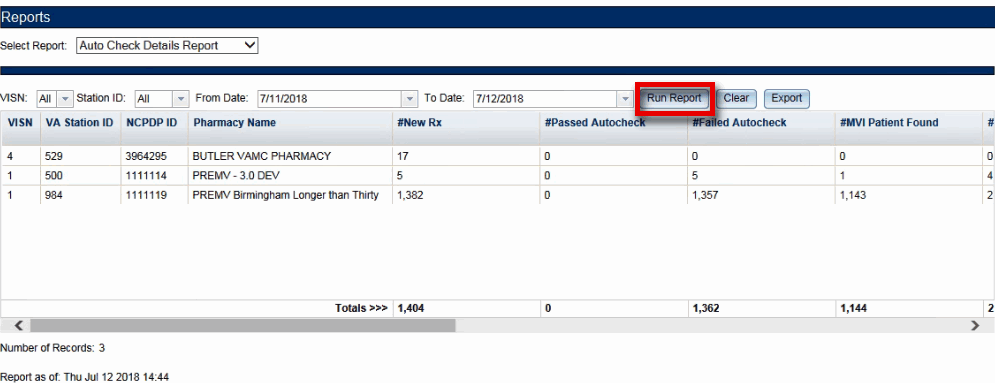 Reports
Select Report: Auto Check Details Report
VISN: All Station ID: All From Date: 7/11/2018 To Date: 7/12/2018 Run Report Clear Export
VISN VA Station ID NCPDP ID Pharmacy Name #New Rx #Passed Autocheck #Failed Autocheck #MVI Patient Found #
4 529 3964295 BUTLER VAMC PHARMACY 17 0 0 0 0
1 500 1111114 PREMV - 3.0 DEV 5 0 5 1 4
1 984 1111119 PREMV Birmingham Longer than Thirty 1,382 0 1,357 1,143 2
Totals >>> 1,404 0 1,362 1,144 2
Number of Records: 3
Report as of: Thu Jul 12 2018 14:44